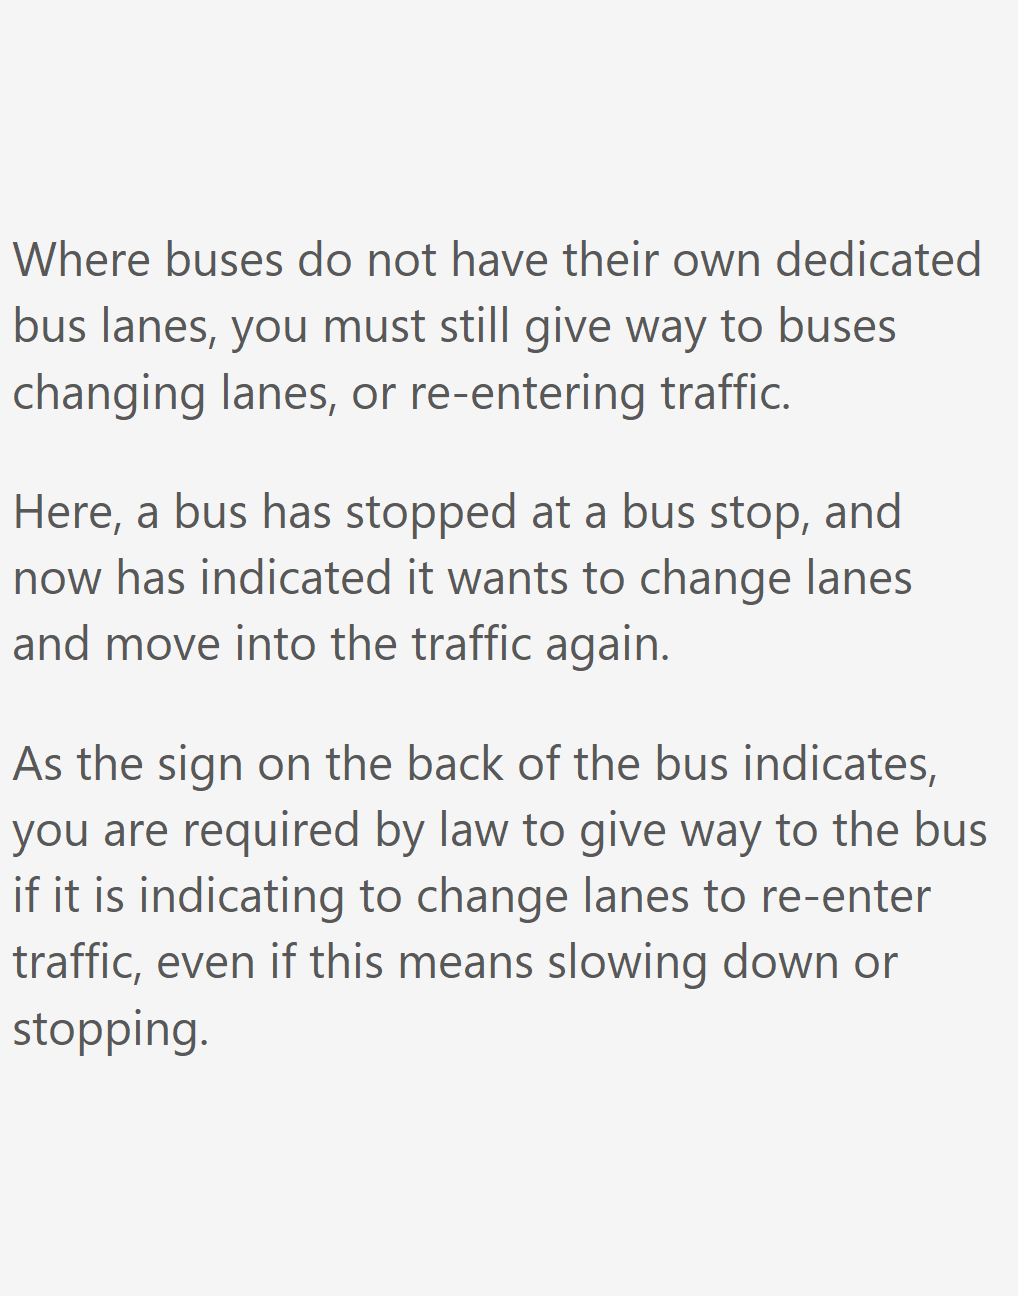 Where buses do not have their own dedicated
bus lanes, you must still give way to buses
changing lanes, or re-entering traffic.
Here, a bus has stopped at a bus stop, and
now has indicated it wants to change lanes
and move into the traffic again.
As the sign on the back of the bus indicates,
you are required by law to give way to the bus
if it is indicating to change lanes to re-enter
traffic, even if this means slowing down or
stopping.